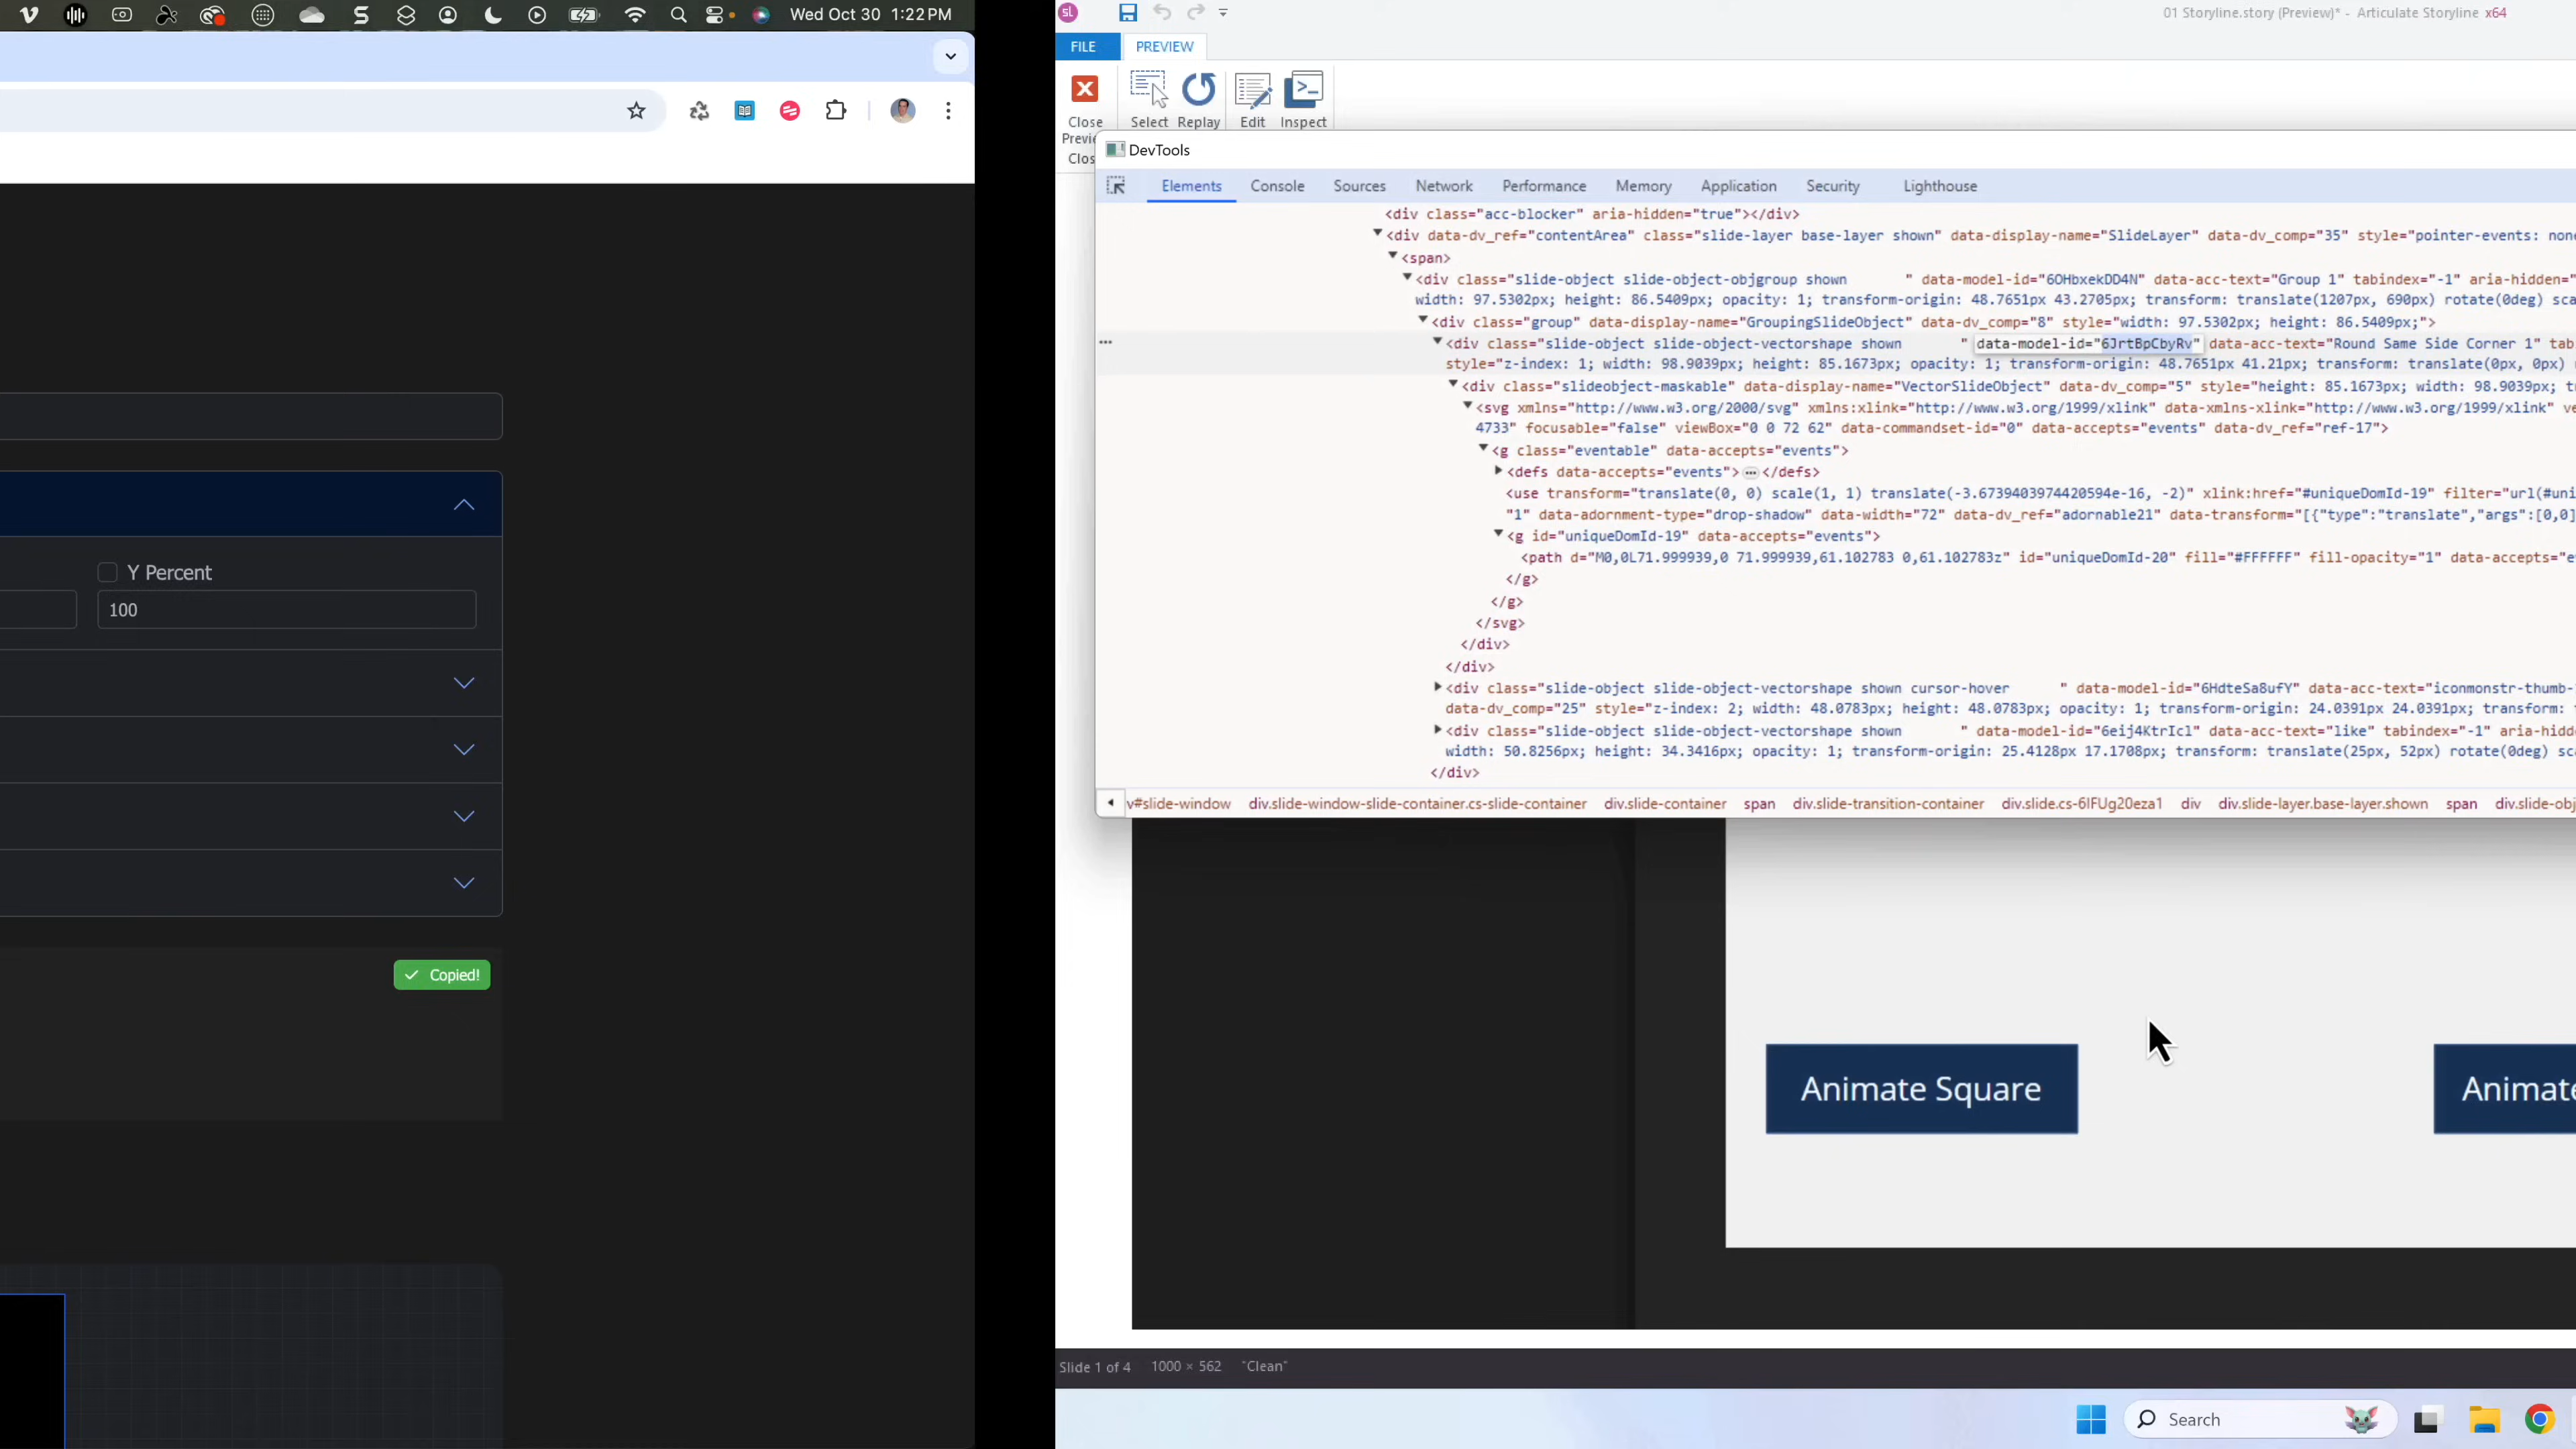 Wed Oct 30 1:22 PM
Y Percent
100
Copied!
01 Storyline.story (Preview)* - Articulate Storyline x64
FILE PREVIEW
Close
Select Replay Edit Inspect
Previ
Clos
DevTools
Elements Console Sources Network Performance Memory Application Security Lighthouse
<div class="acc-blocker" aria-hidden="true"></div>
<div data-dv_ref="contentArea" class="slide-layer base-layer shown" data-display-name="SlideLayer" data-dv_comp="35" style="pointer-events: none
<span>
<div class="slide-object slide-object-objgroup shown " data-model-id="6OHbxekDD4N" data-acc-text="Group 1" tabindex="-1" aria-hidden="
width: 97.5302px; height: 86.5409px; opacity: 1; transform-origin: 48.7651px 43.2705px; transform: translate(1207px, 690px) rotate(0deg) sca
<div class="group" data-display-name="GroupingSlideObject" data-dv_comp="8" style="width: 97.5302px; height: 86.5409px;">
<div class="slide-object slide-object-vectorshape shown " data-model-id="6JrtBpCbyRv" data-acc-text="Round Same Side Corner 1" tab
style="z-index: 1; width: 98.9039px; height: 85.1673px; opacity: 1; transform-origin: 48.7651px 41.21px; transform: translate(0px, 0px)
<div class="slideobject-maskable" data-display-name="VectorSlideObject" data-dv_comp="5" style="height: 85.1673px; width: 98.9039px; t
<svg xmlns="http://www.w3.org/2000/svg" xmlns:xlink="http://www.w3.org/1999/xlink" data-xmlns-xlink="http://www.w3.org/1999/xlink" ve
4733" focusable="false" viewBox="0 0 72 62" data-commandset-id="0" data-accepts="events" data-dv_ref="ref-17">
<g class="eventable" data-accepts="events">
<defs data-accepts="events">…</defs>
<use transform="translate(0, 0) scale(1, 1) translate(-3.6739403974420594e-16, -2)" xlink:href="#uniqueDomId-19" filter="url(#uni
"1" data-adornment-type="drop-shadow" data-width="72" data-dv_ref="adornable21" data-transform="[{"type":"translate","args":[0,0]
<g id="uniqueDomId-19" data-accepts="events">
<path d="M0,0L71.999939,0 71.999939,61.102783 0,61.102783z" id="uniqueDomId-20" fill="#FFFFFF" fill-opacity="1" data-accepts="e
</g>
</g>
</svg>
</div>
</div>
<div class="slide-object slide-object-vectorshape shown cursor-hover " data-model-id="6HdteSa8ufY" data-acc-text="iconmonstr-thumb-
data-dv_comp="25" style="z-index: 2; width: 48.0783px; height: 48.0783px; opacity: 1; transform-origin: 24.0391px 24.0391px; transform:
<div class="slide-object slide-object-vectorshape shown " data-model-id="6eij4KtrIcl" data-acc-text="like" tabindex="-1" aria-hidd
width: 50.8256px; height: 34.3416px; opacity: 1; transform-origin: 25.4128px 17.1708px; transform: translate(25px, 52px) rotate(0deg) sc
</div>
v#slide-window div.slide-window-slide-container.cs-slide-container div.slide-container span div.slide-transition-container div.slide.cs-6IFUg20eza1 div div.slide-layer.base-layer.shown span div.slide-obj
Animate Square
Animate
Slide 1 of 4 1000 × 562 "Clean"
Search